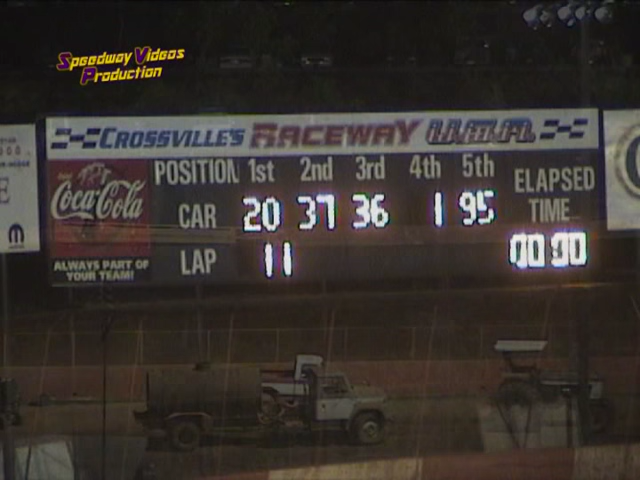 Speedway Videos
Production
CROSSVILLE'S RACEWAY
POSITION 1st 2nd 3rd 4th 5th
ELAPSED
TIME
Coca-Cola
CAR 20 37 36 1 95
LAP 11
00:00
ALWAYS PART OF
YOUR TEAM!